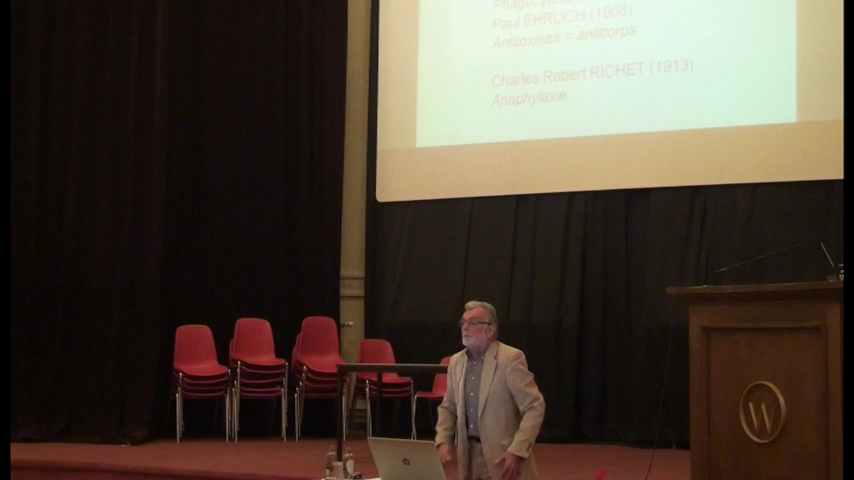 Paul EHRLICH (1908)
Antitoxines = anticorps
Charles Robert RICHET (1913)
Anaphylaxie
W